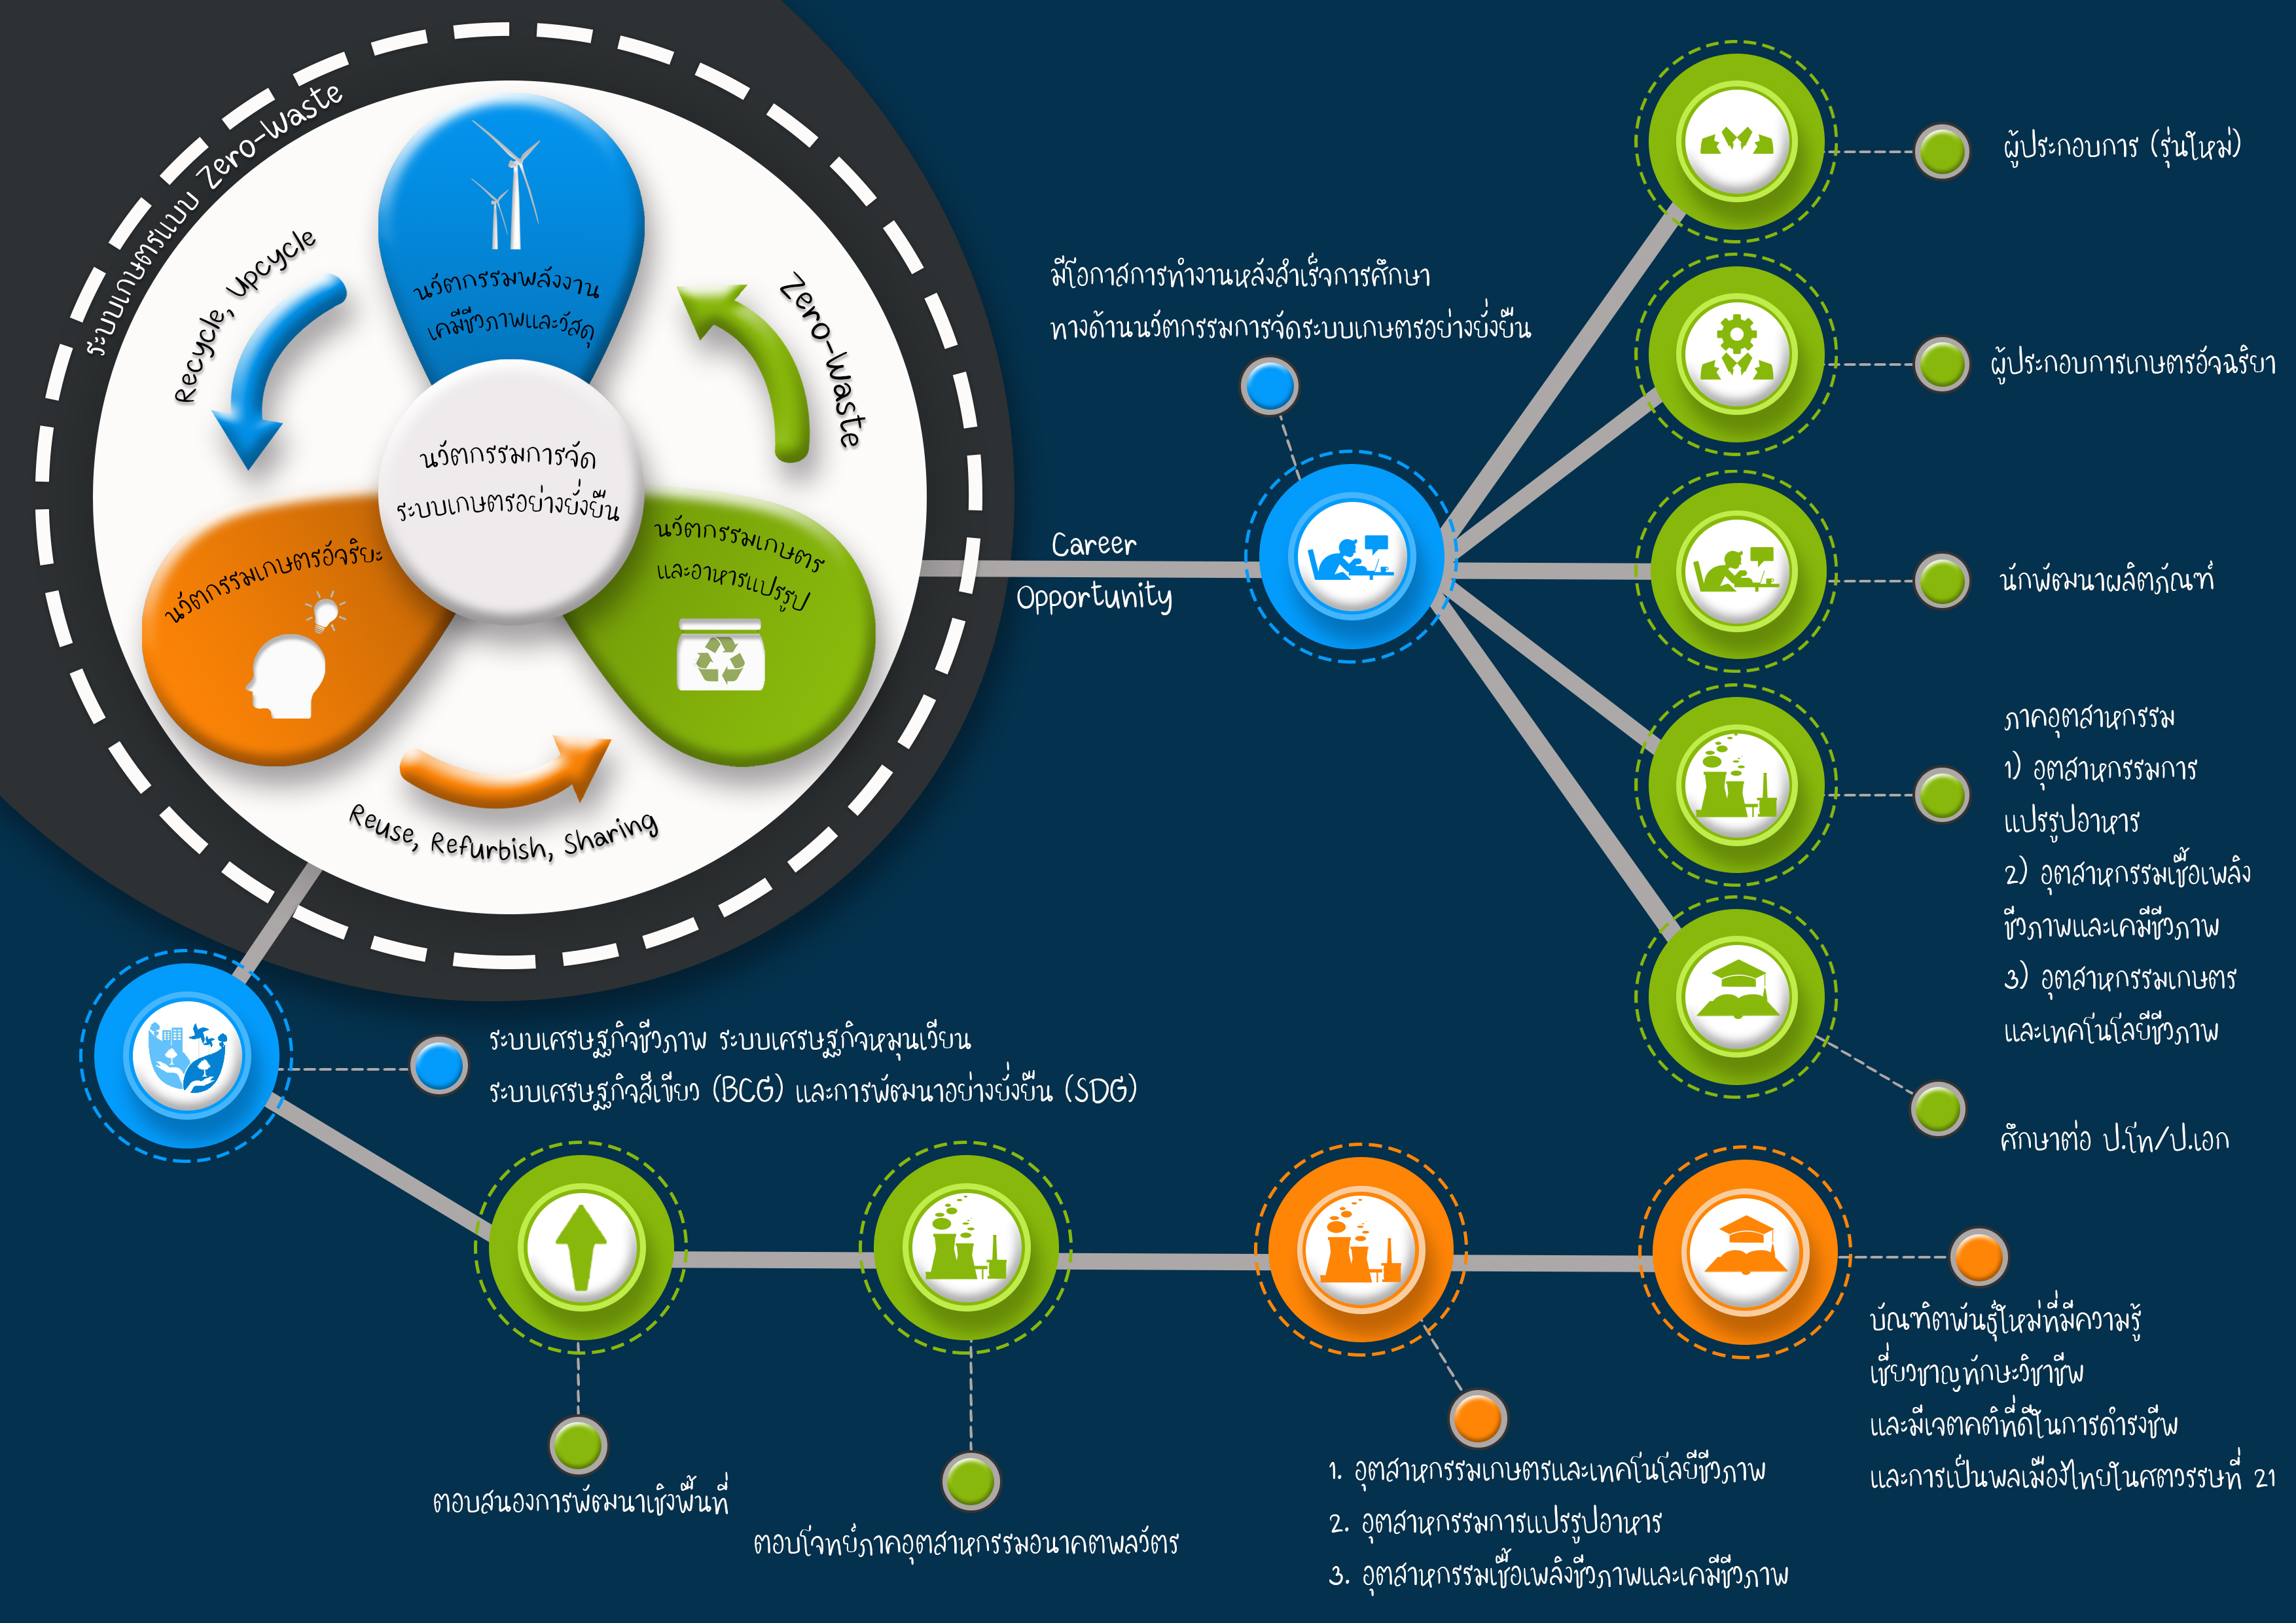 ระบบเกษตรแบบ Zero-Waste
Recycle, Upcycle
Zero-Waste
Reuse, Refurbish, Sharing
นวัตกรรมพลังงาน
เคมีชีวภาพและวัสดุ
นวัตกรรมการจัด
ระบบเกษตรอย่างยั่งยืน
นวัตกรรมเกษตรอัจริยะ
นวัตกรรมเกษตร
และอาหารแปรรูป
Career
Opportunity
มีโอกาสการทำงานหลังสำเร็จการศึกษา
ทางด้านนวัตกรรมการจัดระบบเกษตรอย่างยั่งยืน
ผู้ประกอบการ (รุ่นใหม่)
ผู้ประกอบการเกษตรอัจฉริยา
นักพัฒนาผลิตภัณฑ์
ภาคอุตสาหกรรม
1) อุตสาหกรรมการ
แปรรูปอาหาร
2) อุตสาหกรรมเชื้อเพลิง
ชีวภาพและเคมีชีวภาพ
3) อุตสาหกรรมเกษตร
และเทคโนโลยีชีวภาพ
ศึกษาต่อ ป.โท/ป.เอก
ระบบเศรษฐกิจชีวภาพ ระบบเศรษฐกิจหมุนเวียน
ระบบเศรษฐกิจสีเขียว (BCG) และการพัฒนาอย่างยั่งยืน (SDG)
ตอบสนองการพัฒนาเชิงพื้นที่
ตอบโจทย์ภาคอุตสาหกรรมอนาคตพลวัตร
1. อุตสาหกรรมเกษตรและเทคโนโลยีชีวภาพ
2. อุตสาหกรรมการแปรรูปอาหาร
3. อุตสาหกรรมเชื้อเพลิงชีวภาพและเคมีชีวภาพ
บัณฑิตพันธุ์ใหม่ที่มีความรู้
เชี่ยวชาญทักษะวิชาชีพ
และมีเจตคติที่ดีในการดำรงชีพ
และการเป็นพลเมืองไทยในศตวรรษที่ 21